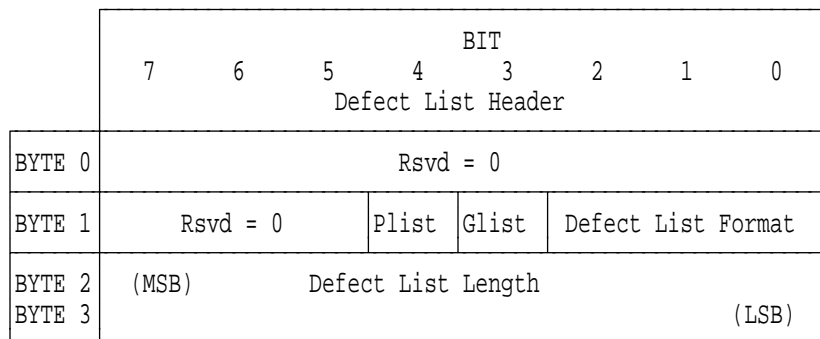 BIT
7 6 5 4 3 2 1 0
Defect List Header
BYTE 0 Rsvd = 0
BYTE 1 Rsvd = 0 Plist Glist Defect List Format
BYTE 2 (MSB) Defect List Length
BYTE 3 (LSB)